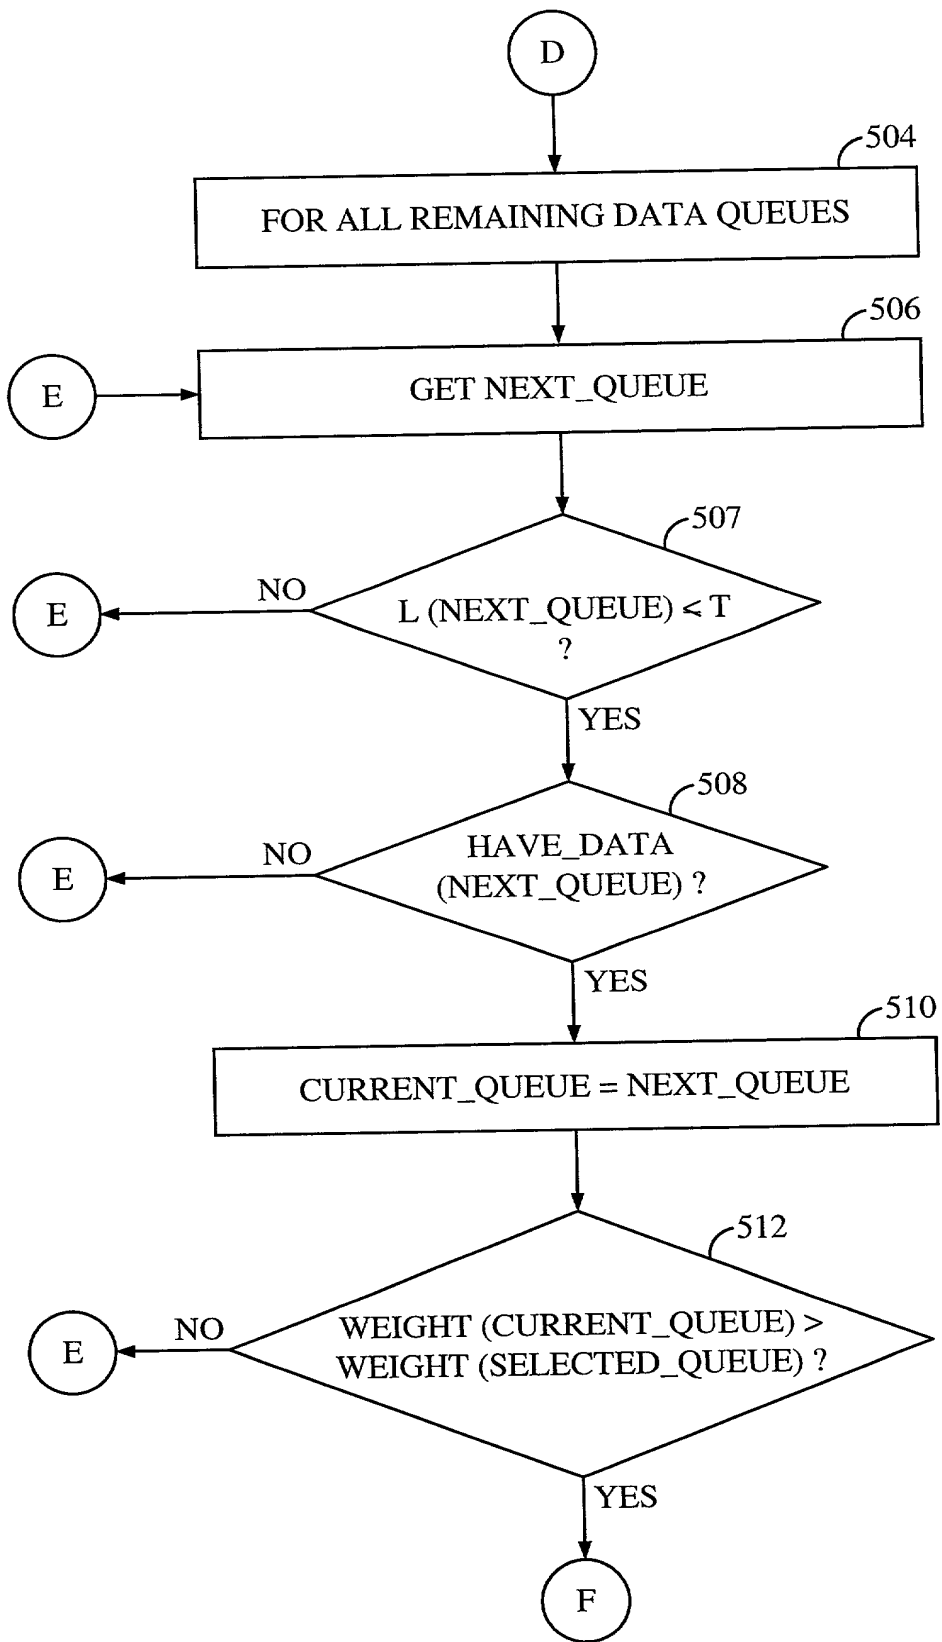 D
504
FOR ALL REMAINING DATA QUEUES
506
E
GET NEXT_QUEUE
507
NO
E
L (NEXT_QUEUE) < T
?
YES
508
NO
E
HAVE_DATA
(NEXT_QUEUE) ?
YES
510
CURRENT_QUEUE = NEXT_QUEUE
512
NO
E
WEIGHT (CURRENT_QUEUE) >
WEIGHT (SELECTED_QUEUE) ?
YES
F